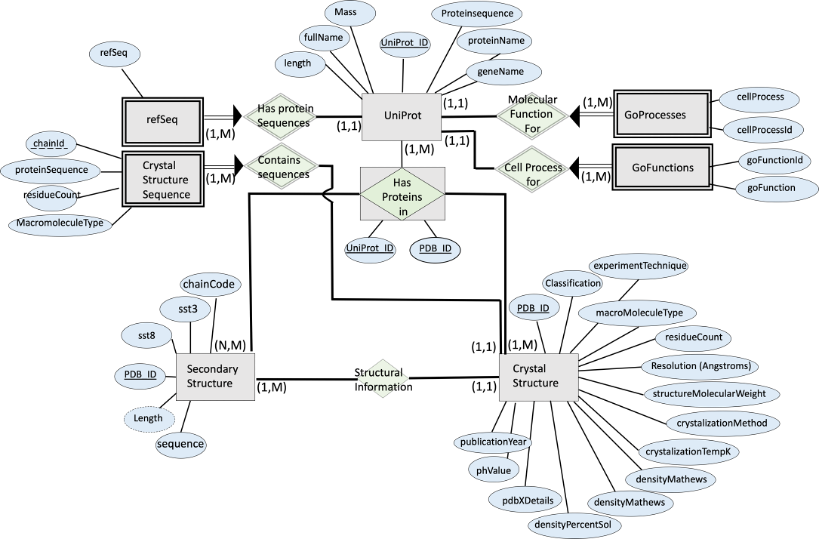 Mass
Proteinsequence
fullName
UniProt_ID
proteinName
refSeq
length
geneName
cellProcess
refSeq
Has protein
Sequences
UniProt
Molecular
Function
For
GoProcesses
(1,M)
(1,1)
(1,1)
(1,M)
cellProcessId
chainId
(1,1)
proteinSequence
Crystal
Structure
Sequence
Contains
sequences
(1,M)
(1,M)
Cell Process
for
(1,M)
GoFunctions
goFunctionId
residueCount
goFunction
Has
Proteins
in
MacromoleculeType
UniProt_ID
PDB_ID
experimentTechnique
chainCode
Classification
sst3
PDB_ID
macroMoleculeType
sst8
residueCount
(N,M)
(1,1)
(1,M)
PDB_ID
Secondary
Structure
Structural
Information
Crystal
Structure
Resolution (Angstroms)
(1,M)
(1,1)
structureMolecularWeight
Length
crystalizationMethod
sequence
publicationYear
crystalizationTempK
phValue
densityMathews
pdbXDetails
densityMathews
densityPercentSol